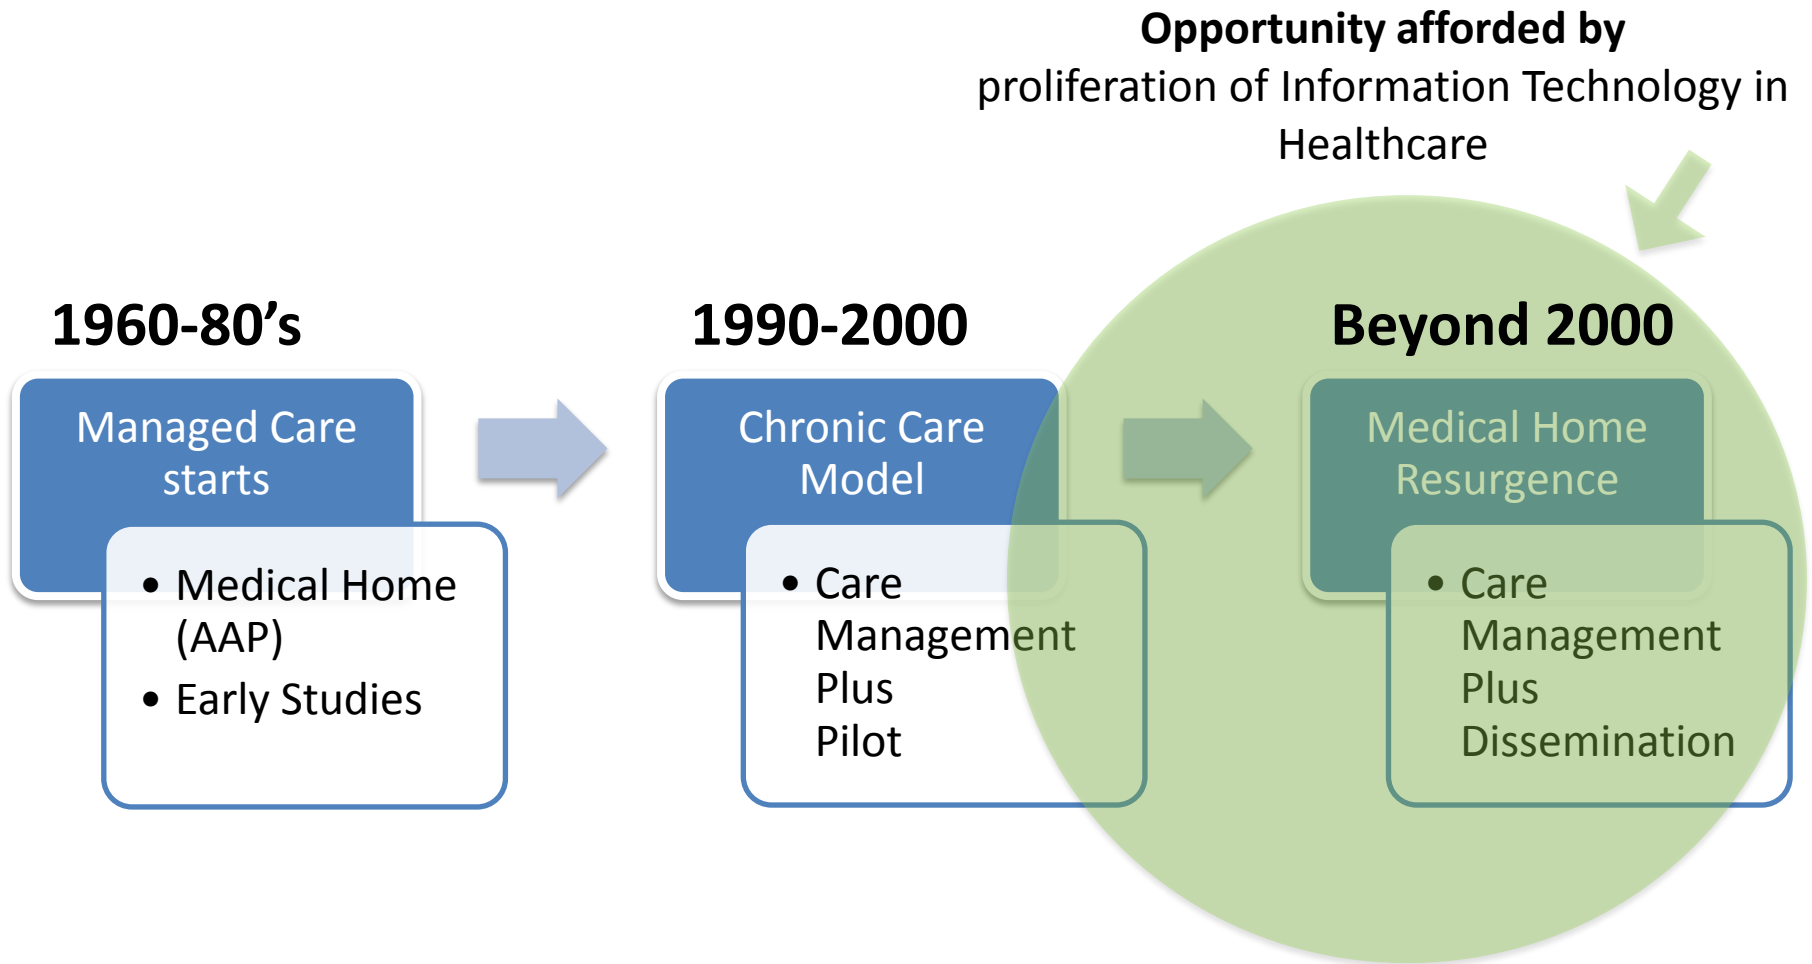 Opportunity afforded by
proliferation of Information Technology in
Healthcare
1960-80’s
Managed Care
starts
• Medical Home
(AAP)
• Early Studies
1990-2000
Chronic Care
Model
• Care
Management
Plus
Pilot
Beyond 2000
Medical Home
Resurgence
• Care
Management
Plus
Dissemination